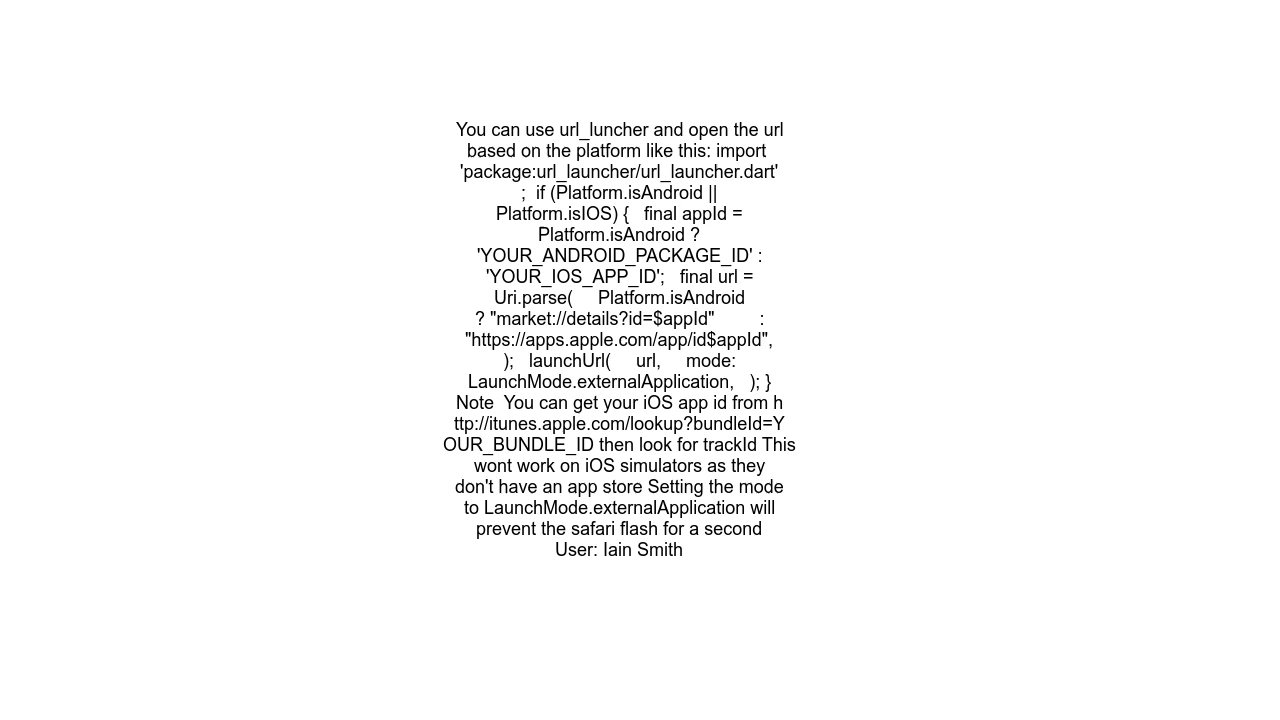 You can use url_luncher and open the url
based on the platform like this: import
'package:url_launcher/url_launcher.dart'
;  if (Platform.isAndroid ||
Platform.isIOS) {   final appId =
Platform.isAndroid ?
'YOUR_ANDROID_PACKAGE_ID' :
'YOUR_IOS_APP_ID';   final url =
Uri.parse(     Platform.isAndroid
? "market://details?id=$appId"         :
"https://apps.apple.com/app/id$appId",
);   launchUrl(     url,     mode:
LaunchMode.externalApplication,   ); }
Note  You can get your iOS app id from h
ttp://itunes.apple.com/lookup?bundleId=Y
OUR_BUNDLE_ID then look for trackId This
wont work on iOS simulators as they
don't have an app store Setting the mode
to LaunchMode.externalApplication will
prevent the safari flash for a second
User: Iain Smith